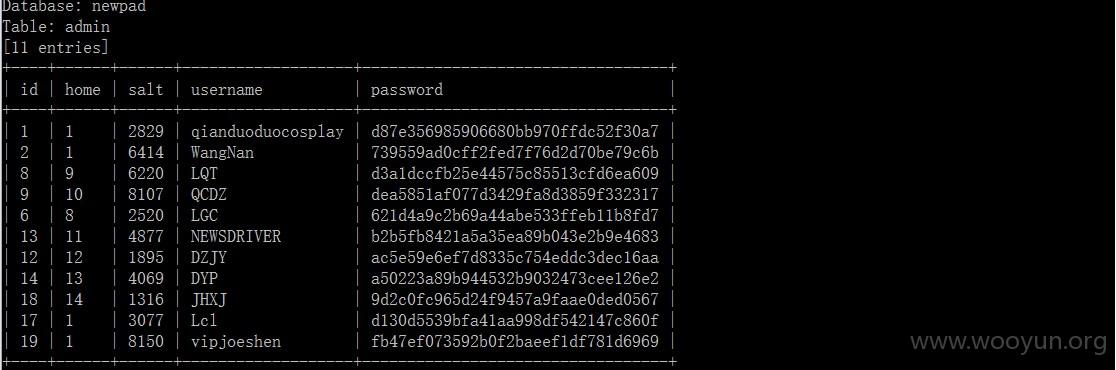 Database: newpad
Table: admin
[11 entries]
+----+------+------+-------------------+----------------------------------+
| id | home | salt | username          | password                         |
+----+------+------+-------------------+----------------------------------+
| 1  | 1    | 2829 | qianduoduocosplay | d87e356985906680bb970ffdc52f30a7 |
| 2  | 1    | 6414 | WangNan           | 739559ad0cff2fed7f76d2d70be79c6b |
| 8  | 9    | 6220 | LQT               | d3a1dccfb25e44575c85513cfd6ea609 |
| 9  | 10   | 8107 | QCDZ              | dea5851af077d3429fa8d3859f332317 |
| 6  | 8    | 2520 | LGC               | 621d4a9c2b69a44abe533ffeb11b8fd7 |
| 13 | 11   | 4877 | NEWSDRIVER        | b2b5fb8421a5a35ea89b043e2b9e4683 |
| 12 | 12   | 1895 | DZJY              | ac5e59e6ef7d8335c754eddc3dec16aa |
| 14 | 13   | 4069 | DYP               | a50223a89b944532b9032473cee126e2 |
| 18 | 14   | 1316 | JHXJ              | 9d2c0fc965d24f9457a9faae0ded0567 |
| 17 | 1    | 3077 | Lcl               | d130d5539bfa41aa998df542147c860f |
| 19 | 1    | 8150 | vipjoeshen        | fb47ef073592b0f2baeef1df781d6969 |
+----+------+------+-------------------+----------------------------------+
www.wooyun.org